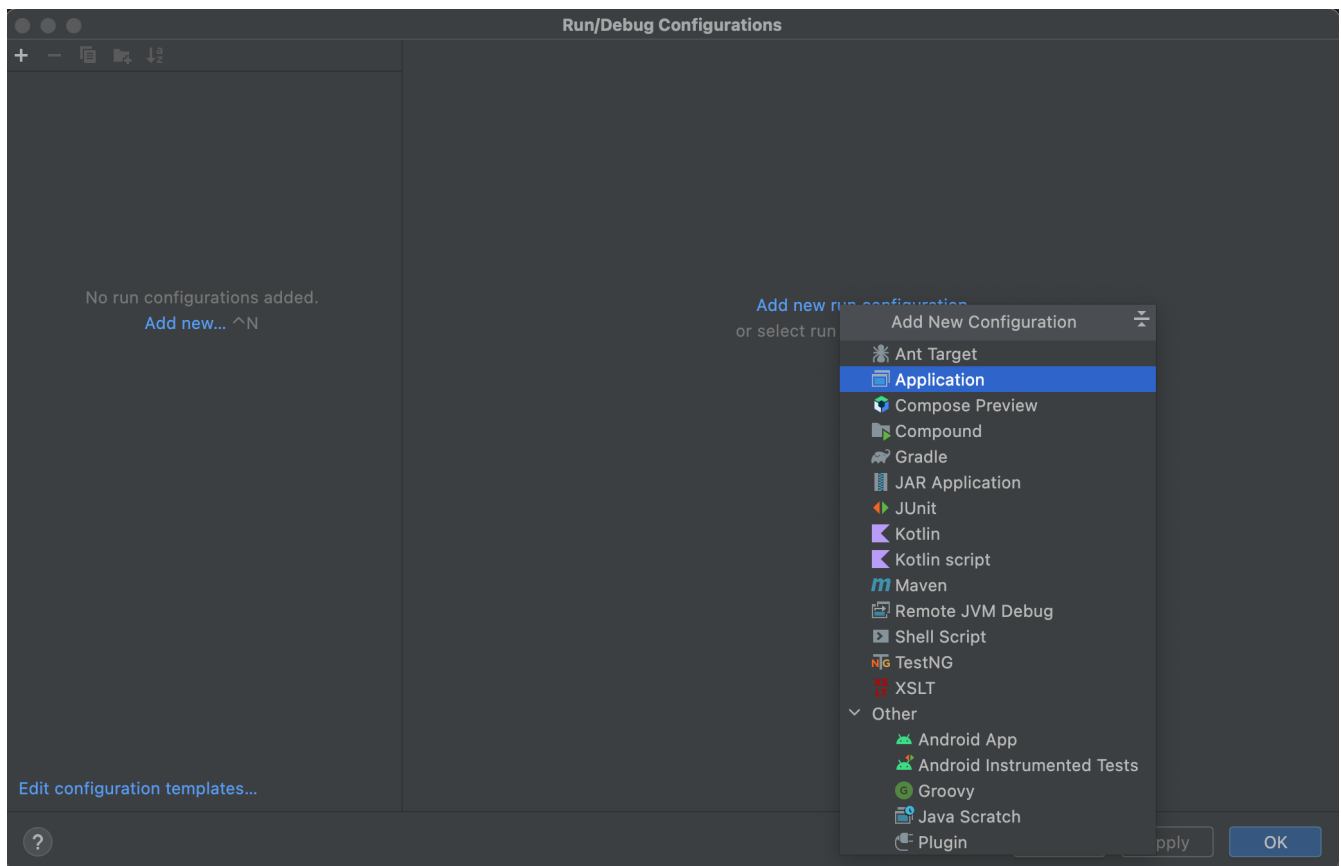 Run/Debug Configurations
No run configurations added.
Add new... ^N
Add new run configuration
or select run
Add New Configuration
Ant Target
Application
Compose Preview
Compound
Gradle
JAR Application
JUnit
Kotlin
Kotlin script
Maven
Remote JVM Debug
Shell Script
TestNG
XSLT
Other
Android App
Android Instrumented Tests
Groovy
Java Scratch
Plugin
Edit configuration templates...
?
pply
OK